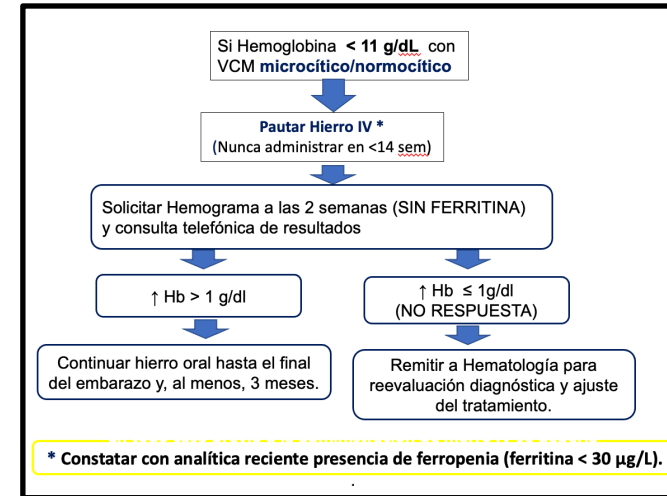 Si Hemoglobina < 11 g/dL con
VCM microcítico/normocítico
Pautar Hierro IV *
(Nunca administrar en <14 sem)
Solicitar Hemograma a las 2 semanas (SIN FERRITINA)
y consulta telefónica de resultados
↑ Hb > 1 g/dl
↑ Hb ≤ 1g/dl
(NO RESPUESTA)
Continuar hierro oral hasta el final
del embarazo y, al menos, 3 meses.
Remitir a Hematología para
reevaluación diagnóstica y ajuste
del tratamiento.
* Constatar con analítica reciente presencia de ferropenia (ferritina < 30 µg/L).
.